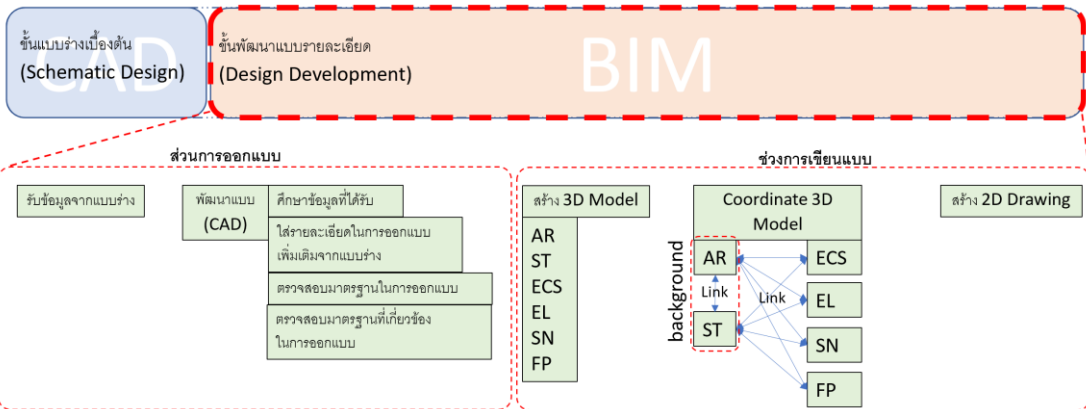 CAD
ขั้นแบบร่างเบื้องต้น
(Schematic Design)
BIM
ขั้นพัฒนาแบบรายละเอียด
(Design Development)
ส่วนการออกแบบ
รับข้อมูลจากแบบร่าง
พัฒนาแบบ
(CAD)
ศึกษาข้อมูลที่ได้รับ
ใส่รายละเอียดในการออกแบบ
เพิ่มเติมจากแบบร่าง
ตรวจสอบมาตรฐานในการออกแบบ
ตรวจสอบมาตรฐานที่เกี่ยวข้อง
ในการออกแบบ
ช่วงการเขียนแบบ
สร้าง 3D Model
AR
ST
ECS
EL
SN
FP
Coordinate 3D
Model
background
AR
Link
ST
Link
ECS
EL
SN
FP
สร้าง 2D Drawing